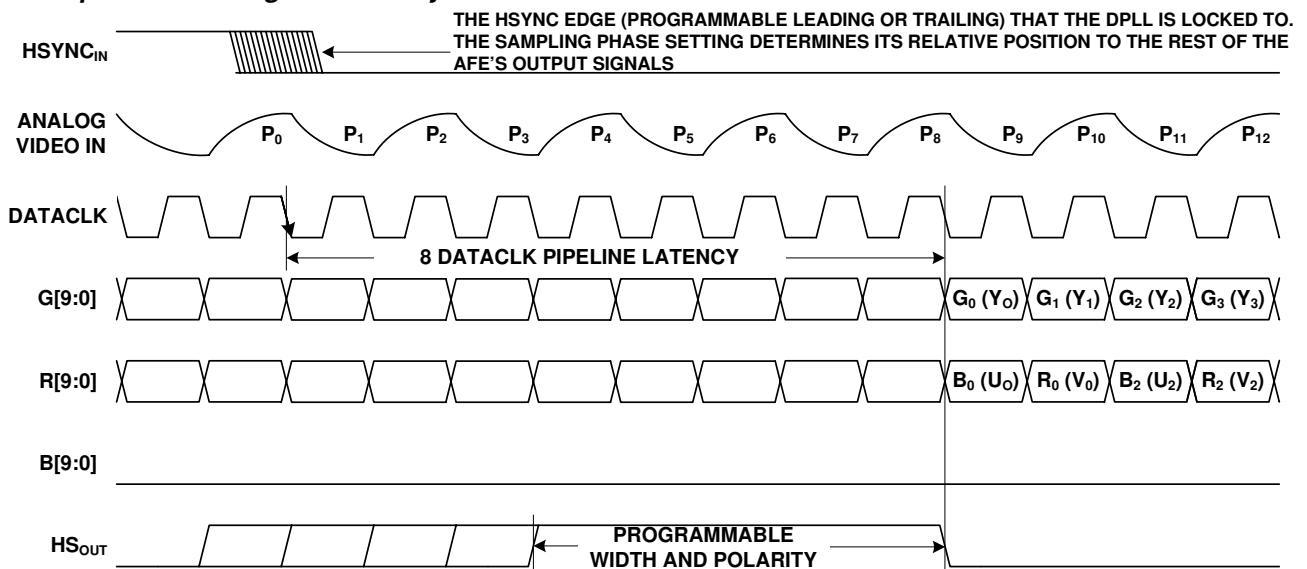 THE HSYNC EDGE (PROGRAMMABLE LEADING OR TRAILING) THAT THE DPLL IS LOCKED TO.
THE SAMPLING PHASE SETTING DETERMINES ITS RELATIVE POSITION TO THE REST OF THE
AFE'S OUTPUT SIGNALS
HSYNCIN
ANALOG
VIDEO IN
P0 P1 P2 P3 P4 P5 P6 P7 P8 P9 P10 P11 P12
DATACLK
8 DATACLK PIPELINE LATENCY
G[9:0]
G0 (YO) G1 (Y1) G2 (Y2) G3 (Y3)
R[9:0]
B0 (UO) R0 (V0) B2 (U2) R2 (V2)
B[9:0]
HSOUT
PROGRAMMABLE
WIDTH AND POLARITY